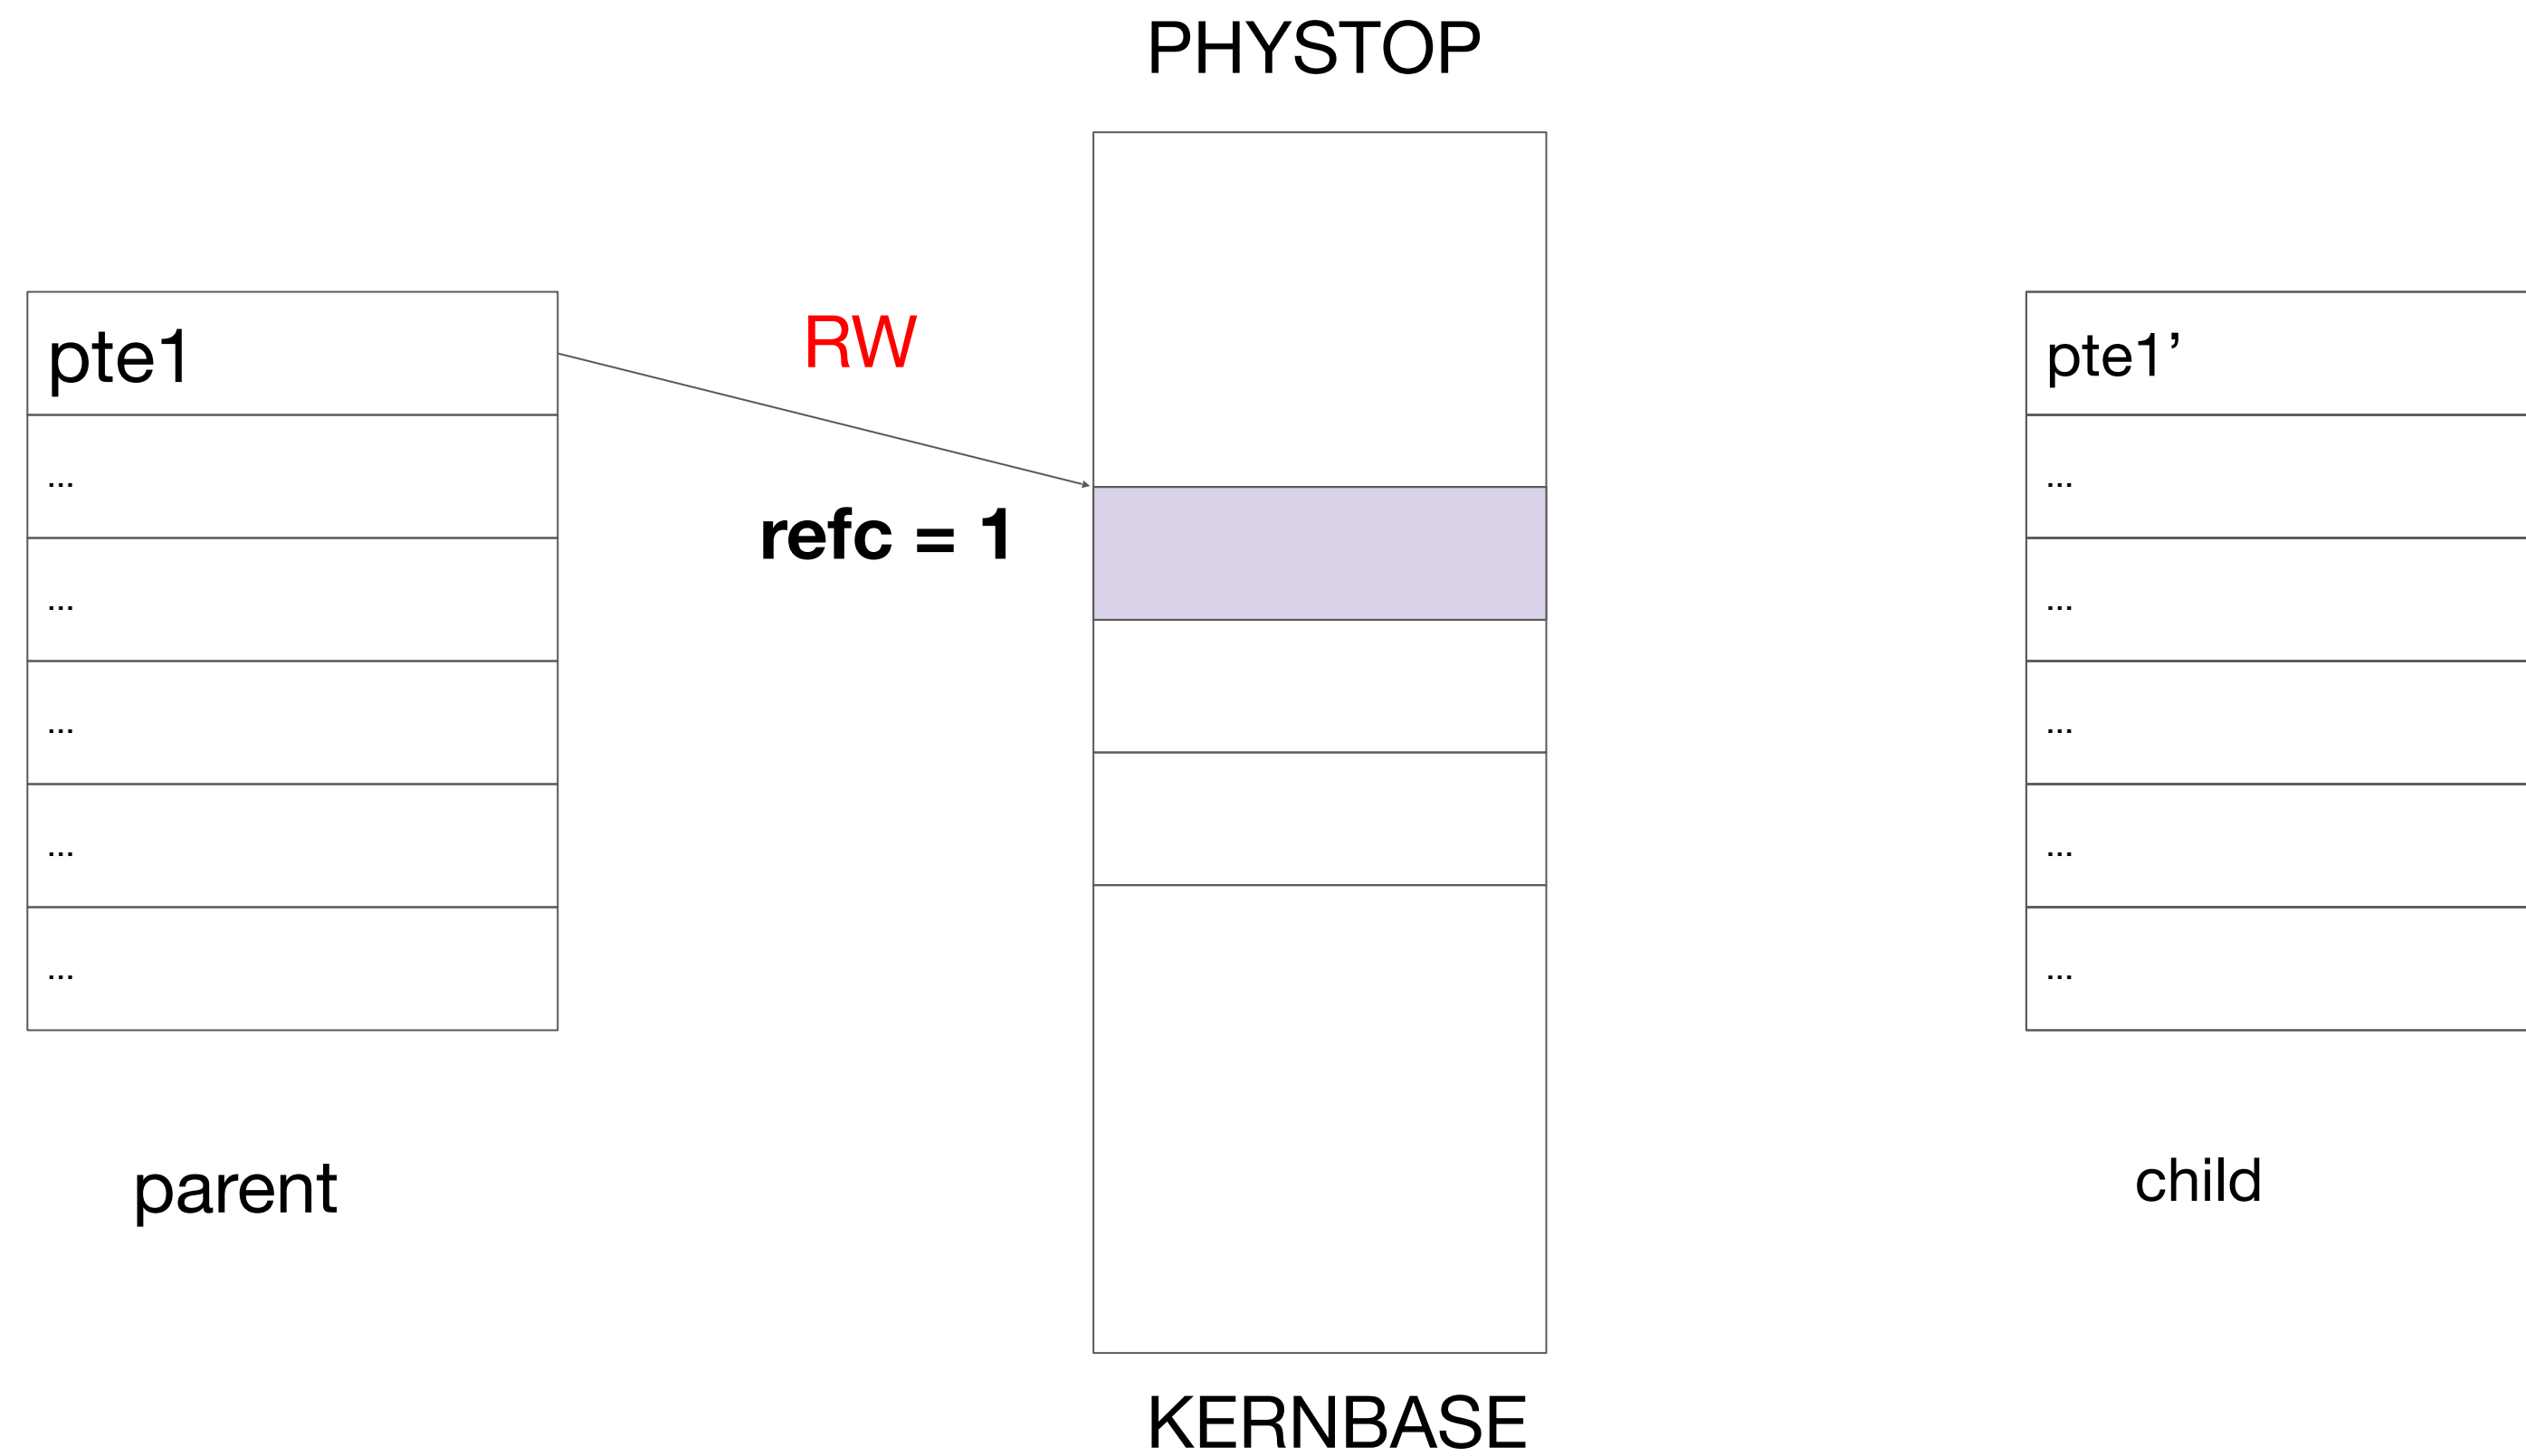 PHYSTOP
pte1
...
...
...
...
...
parent
RW
refc = 1
KERNBASE
pte1’
...
...
...
...
...
child